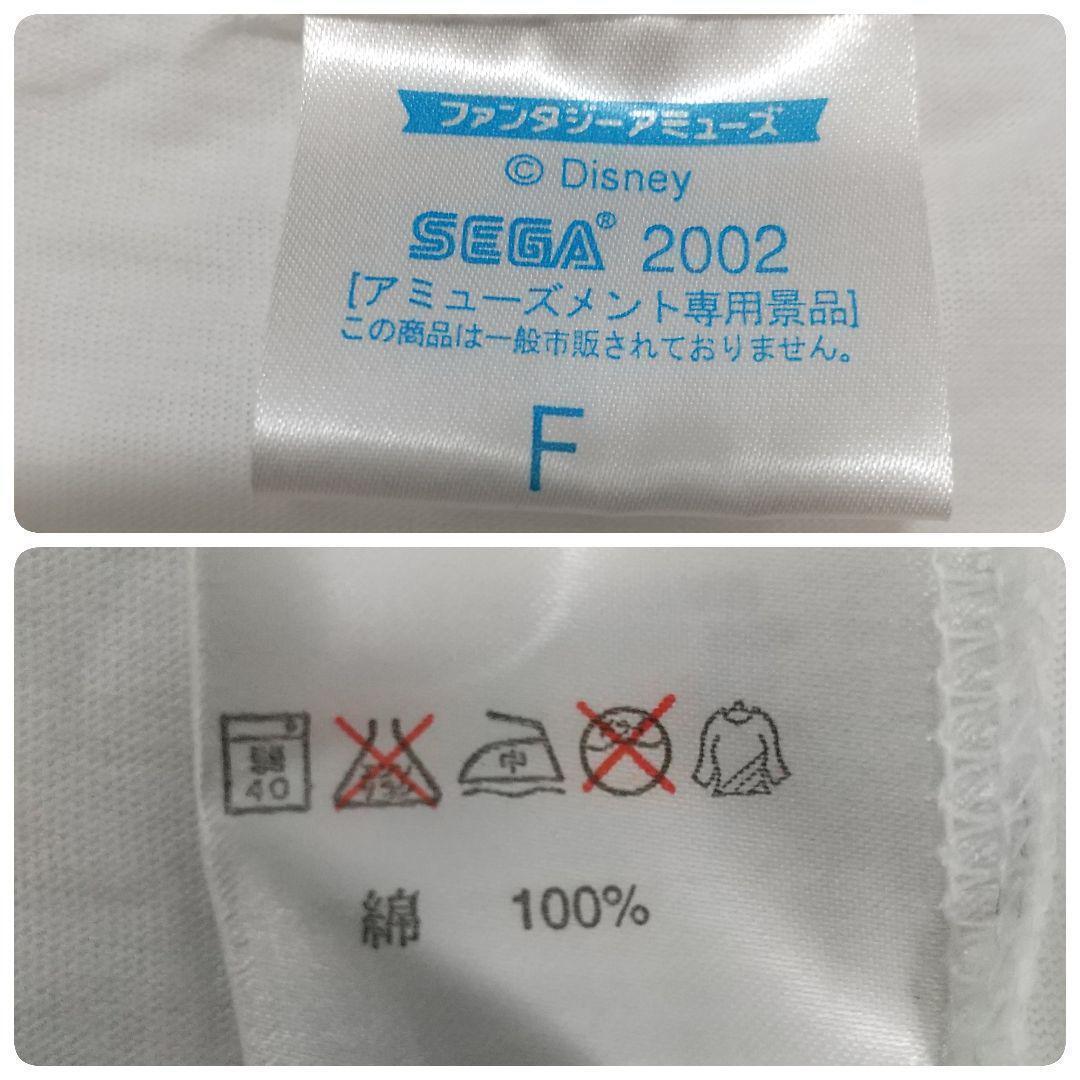 ファンタジーアミューズ
© Disney
SEGA® 2002
[アミューズメント専用景品]
この商品は一般市販されておりません。
F
40
中
綿 100%